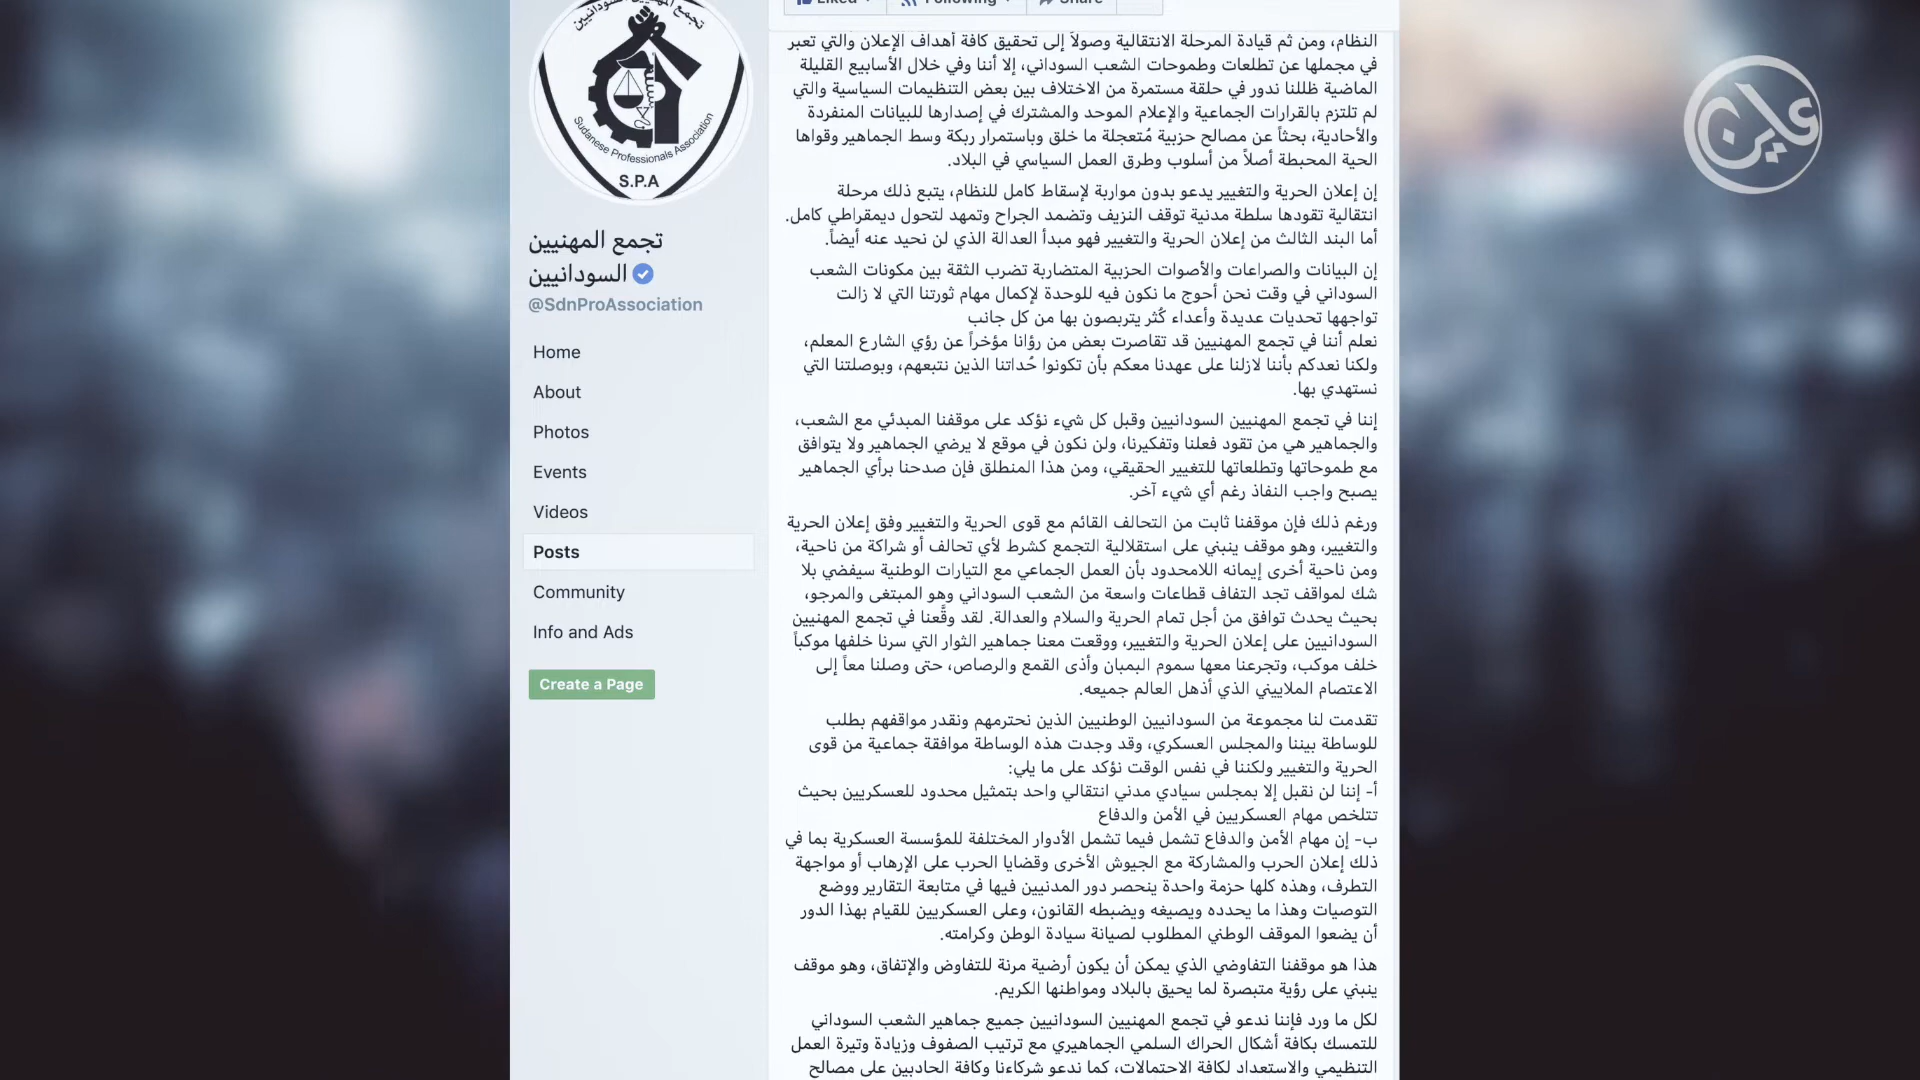 تجمع المهنيين السودانيين
Sudanese Professionals Association
S.P.A
تجمع المهنيين
السودانيين
@SdnProAssociation
Home
About
Photos
Events
Videos
Posts
Community
Info and Ads
Create a Page
Liked
Following
Share
النظام، ومن ثم قيادة المرحلة الانتقالية وصولاً إلى تحقيق كافة أهداف الإعلان والتي تعبر
في مجملها عن تطلعات وطموحات الشعب السوداني، إلا أننا وفي خلال الأسابيع القليلة
الماضية ظللنا ندور في حلقة مستمرة من الاختلاف بين بعض التنظيمات السياسية والتي
لم تلتزم بالقرارات الجماعية والإعلام الموحد والمشترك في إصدارها للبيانات المنفردة
والأحادية، بحثاً عن مصالح حزبية مُتعجلة ما خلق وباستمرار ربكة وسط الجماهير وقواها
الحية المحيطة أصلاً من أسلوب وطرق العمل السياسي في البلاد.
إن إعلان الحرية والتغيير يدعو بدون مواربة لإسقاط كامل للنظام، يتبع ذلك مرحلة
انتقالية تقودها سلطة مدنية توقف النزيف وتضمد الجراح وتمهد لتحول ديمقراطي كامل.
أما البند الثالث من إعلان الحرية والتغيير فهو مبدأ العدالة الذي لن نحيد عنه أيضاً.
إن البيانات والصراعات والأصوات الحزبية المتضاربة تضرب الثقة بين مكونات الشعب
السوداني في وقت نحن أحوج ما نكون فيه للوحدة لإكمال مهام ثورتنا التي لا زالت
تواجهها تحديات عديدة وأعداء كُثر يتربصون بها من كل جانب
نعلم أننا في تجمع المهنيين قد تقاصرت بعض من رؤانا مؤخراً عن رؤي الشارع المعلم،
ولكنا نعدكم بأننا لازلنا على عهدنا معكم بأن تكونوا حُداتنا الذين نتبعهم، وبوصلتنا التي
نستهدي بها.
إننا في تجمع المهنيين السودانيين وقبل كل شيء نؤكد على موقفنا المبدئي مع الشعب،
والجماهير هي من تقود فعلنا وتفكيرنا، ولن نكون في موقع لا يرضي الجماهير ولا يتوافق
مع طموحاتها وتطلعاتها للتغيير الحقيقي، ومن هذا المنطلق فإن صدحنا برأي الجماهير
يصبح واجب النفاذ رغم أي شيء آخر.
ورغم ذلك فإن موقفنا ثابت من التحالف القائم مع قوى الحرية والتغيير وفق إعلان الحرية
والتغيير، وهو موقف ينبني على استقلالية التجمع كشرط لأي تحالف أو شراكة من ناحية،
ومن ناحية أخرى إيمانه اللامحدود بأن العمل الجماعي مع التيارات الوطنية سيفضي بلا
شك لمواقف تجد التفاف قطاعات واسعة من الشعب السوداني وهو المبتغى والمرجو،
بحيث يحدث توافق من أجل تمام الحرية والسلام والعدالة. لقد وقَّعنا في تجمع المهنيين
السودانيين على إعلان الحرية والتغيير، ووقعت معنا جماهير الثوار التي سرنا خلفها موكباً
خلف موكب، وتجرعنا معها سموم البمبان وأذى القمع والرصاص، حتى وصلنا معاً إلى
الاعتصام الملاييني الذي أذهل العالم جميعه.
تقدمت لنا مجموعة من السودانيين الوطنيين الذين نحترمهم ونقدر مواقفهم بطلب
للوساطة بيننا والمجلس العسكري، وقد وجدت هذه الوساطة موافقة جماعية من قوى
الحرية والتغيير ولكننا في نفس الوقت نؤكد على ما يلي:
أ- إننا لن نقبل إلا بمجلس سيادي مدني انتقالي واحد بتمثيل محدود للعسكريين بحيث
تتلخص مهام العسكريين في الأمن والدفاع
ب- إن مهام الأمن والدفاع تشمل فيما تشمل الأدوار المختلفة للمؤسسة العسكرية بما في
ذلك إعلان الحرب والمشاركة مع الجيوش الأخرى وقضايا الحرب على الإرهاب أو مواجهة
التطرف، وهذه كلها حزمة واحدة ينحصر دور المدنيين فيها في متابعة التقارير ووضع
التوصيات وهذا ما يحدده ويصيغه ويضبطه القانون، وعلى العسكريين للقيام بهذا الدور
أن يضعوا الموقف الوطني المطلوب لصيانة سيادة الوطن وكرامته.
هذا هو موقفنا التفاوضي الذي يمكن أن يكون أرضية مرنة للتفاوض والإتفاق، وهو موقف
ينبني على رؤية متبصرة لما يحيق بالبلاد ومواطنها الكريم.
لكل ما ورد فإننا ندعو في تجمع المهنيين السودانيين جميع جماهير الشعب السوداني
للتمسك بكافة أشكال الحراك السلمي الجماهيري مع ترتيب الصفوف وزيادة وتيرة العمل
التنظيمي والاستعداد لكافة الاحتمالات، كما ندعو شركاءنا وكافة الحادبين على مصالح
عاين